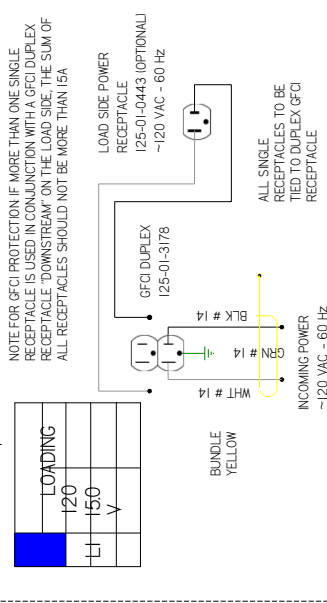 NOTE FOR GFCI PROTECTION: IF MORE THAN ONE SINGLE
RECEPTACLE IS USED IN CONJUNCTION WITH A GFCI DUPLEX
RECEPTACLE "DOWNSTREAM" ON THE LOAD SIDE, THE SUM OF
ALL RECEPTACLES SHOULD NOT BE MORE THAN 15A
LOADING
120
L1
15.0
V
LOAD SIDE POWER
RECEPTACLE
125-01-0443 (OPTIONAL)
~120 VAC - 60 Hz
GFCI DUPLEX
125-01-3178
BUNDLE
YELLOW
WHT # 14
GRN # 14
BLK # 14
INCOMING POWER
~120 VAC - 60 Hz
ALL SINGLE
RECEPTACLES TO BE
TIED TO DUPLEX GFCI
RECEPTACLE